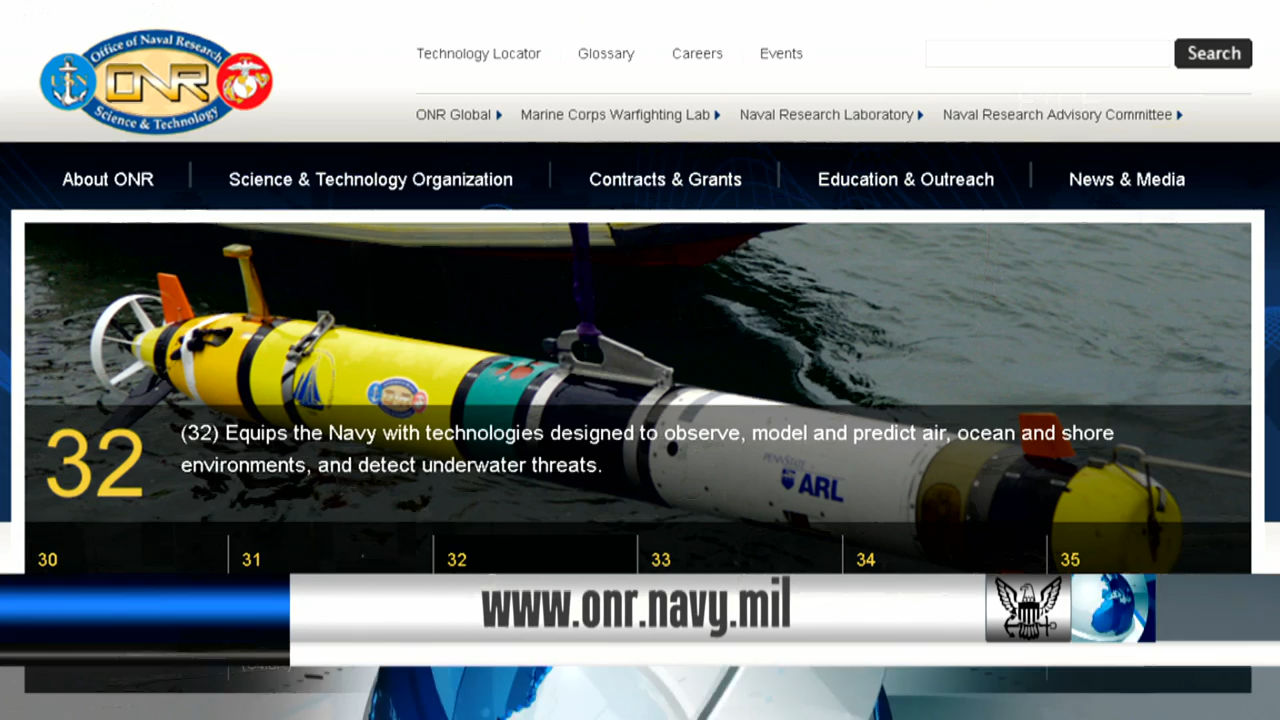 Office of Naval Research
ONR
Science & Technology
Technology Locator
Glossary
Careers
Events
Search
ONR Global
Marine Corps Warfighting Lab
Naval Research Laboratory
Naval Research Advisory Committee
About ONR
Science & Technology Organization
Contracts & Grants
Education & Outreach
News & Media
32
(32) Equips the Navy with technologies designed to observe, model and predict air, ocean and shore
environments, and detect underwater threats.
PENNSTATE
ARL
30
31
32
33
34
35
www.onr.navy.mil